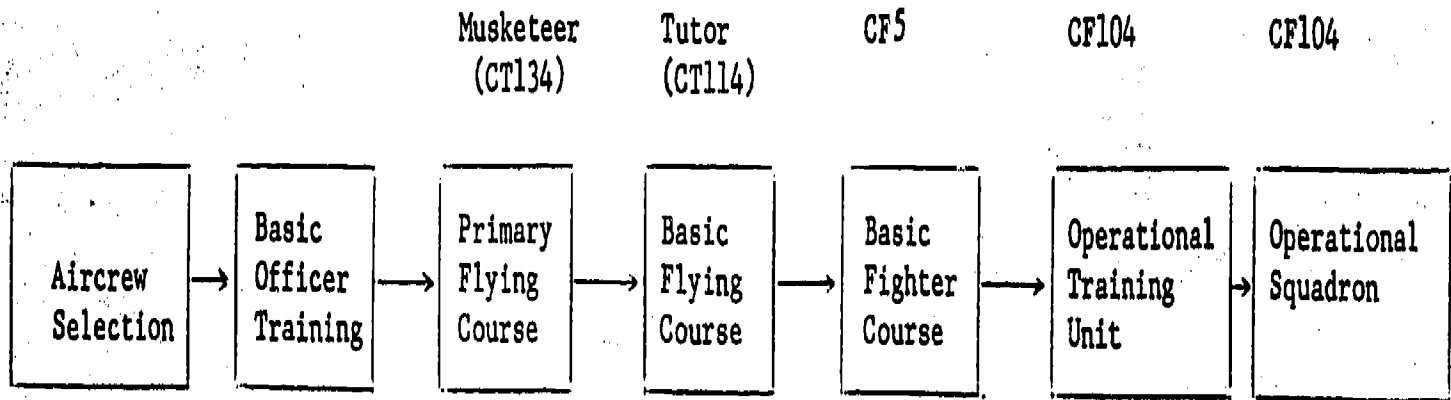 Musketeer
(CT134)
Tutor
(CT114)
CF5
CF104
CF104
Aircrew
Selection
Basic
Officer
Training
Primary
Flying
Course
Basic
Flying
Course
Basic
Fighter
Course
Operational
Training
Unit
Operational
Squadron